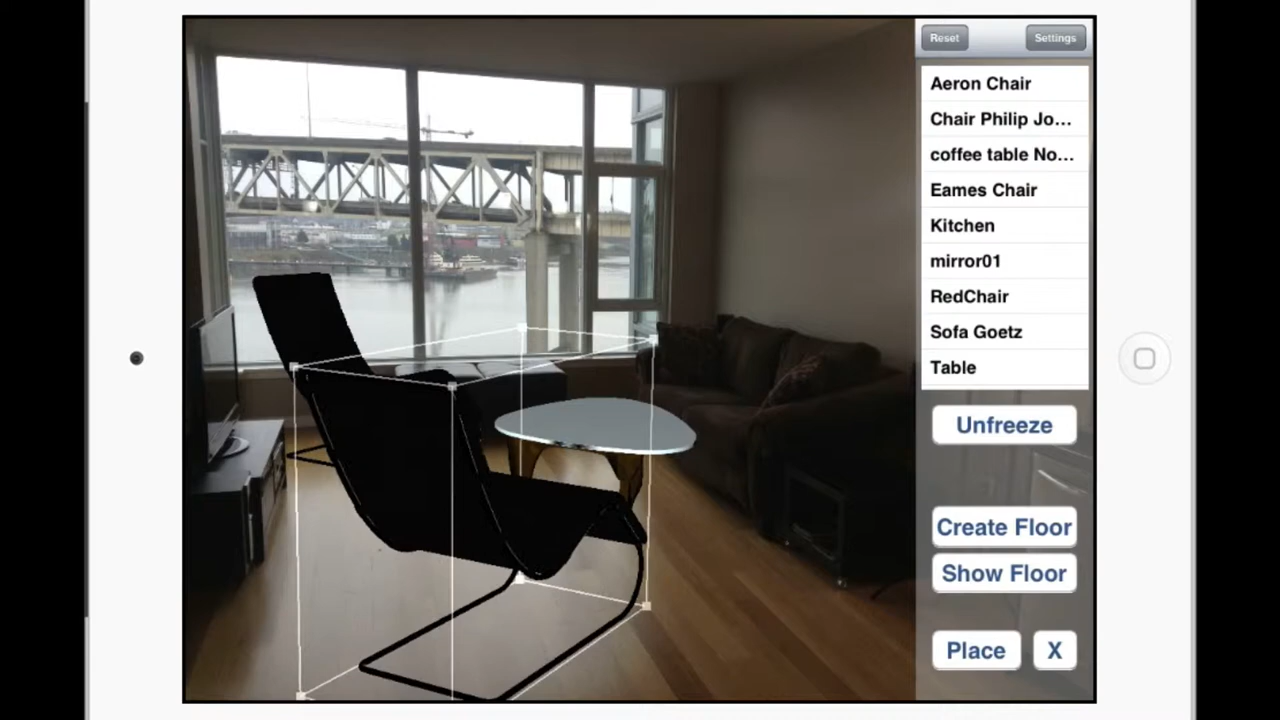 Reset
Settings
Aeron Chair
Chair Philip Jo...
coffee table No...
Eames Chair
Kitchen
mirror01
RedChair
Sofa Goetz
Table
Unfreeze
Create Floor
Show Floor
Place
X